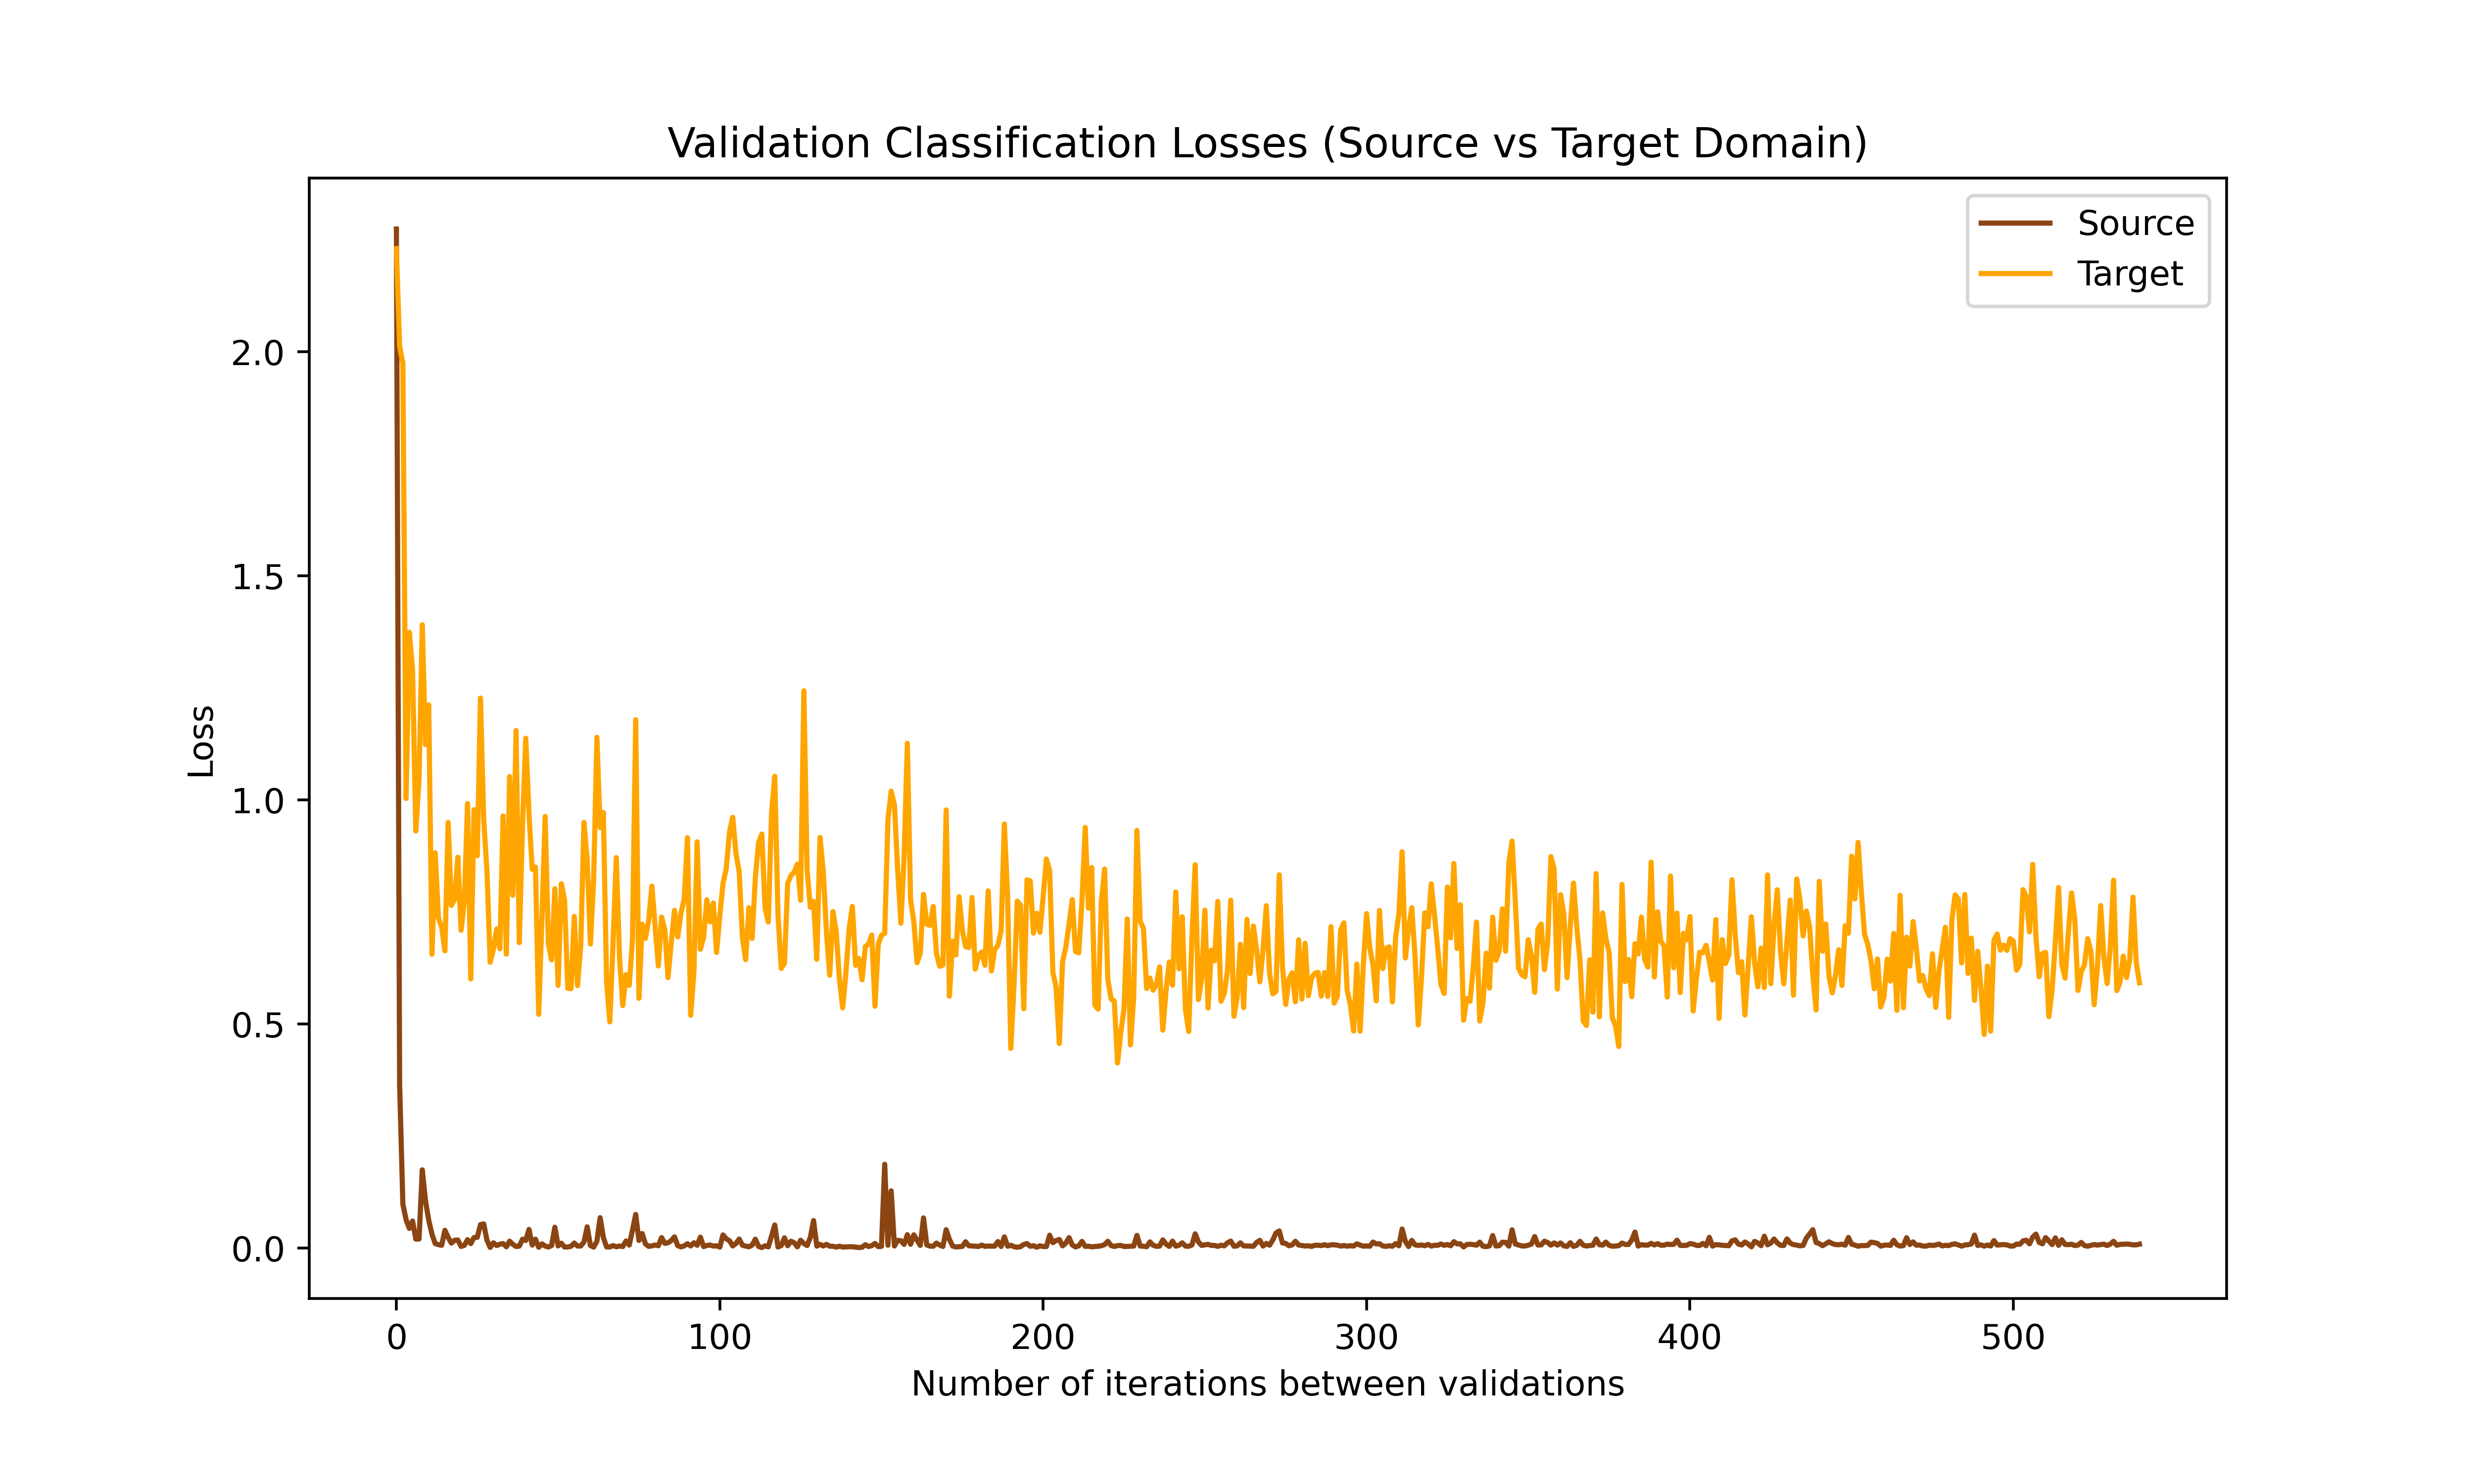 Validation Classification Losses (Source vs Target Domain)
Source
Target
2.0
1.5
1.0
0.5
0.0
Loss
0 100 200 300 400 500
Number of iterations between validations